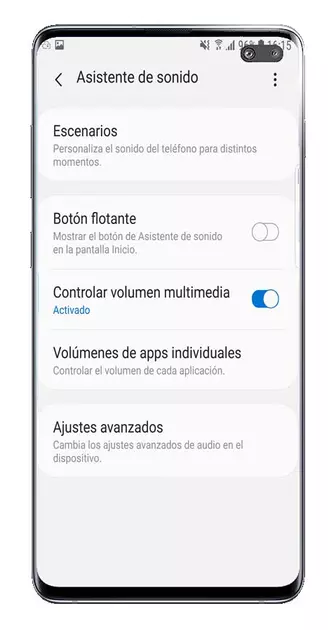 16:15
Asistente de sonido
Escenarios
Personaliza el sonido del teléfono para distintos
momentos.
Botón flotante
Mostrar el botón de Asistente de sonido
en la pantalla Inicio.
Controlar volumen multimedia
Activado
Volúmenes de apps individuales
Controlar el volumen de cada aplicación.
Ajustes avanzados
Cambia los ajustes avanzados de audio en el
dispositivo.